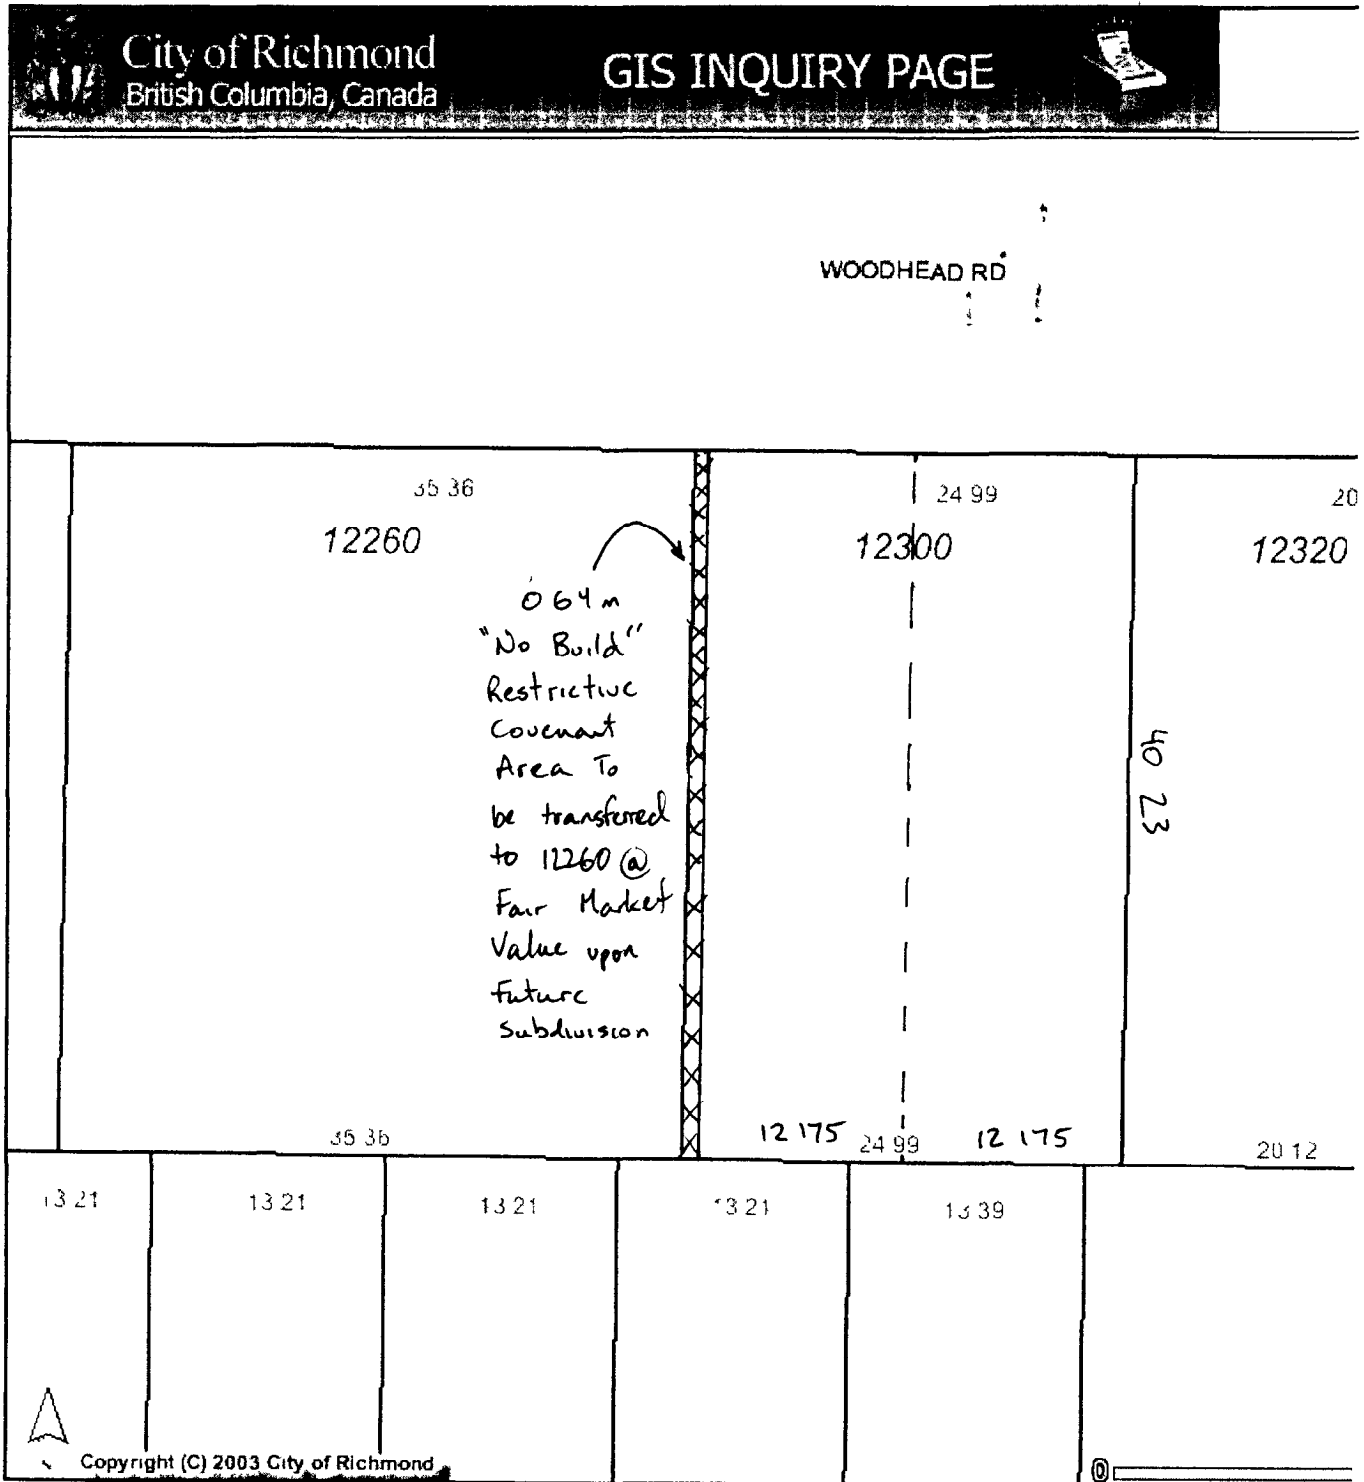 City of Richmond
British Columbia, Canada
GIS INQUIRY PAGE
WOODHEAD RD
35 36
24 99
20
12260
12300
12320
0 64 m
"No Build"
Restrictive
Covenant
Area To
be transferred
to 12260 @
Fair Market
Value upon
Future
Subdivision
40 23
35 36
12 175
24 99
12 175
20 12
13 21
13 21
13 21
13 21
13 39
Copyright (C) 2003 City of Richmond
0